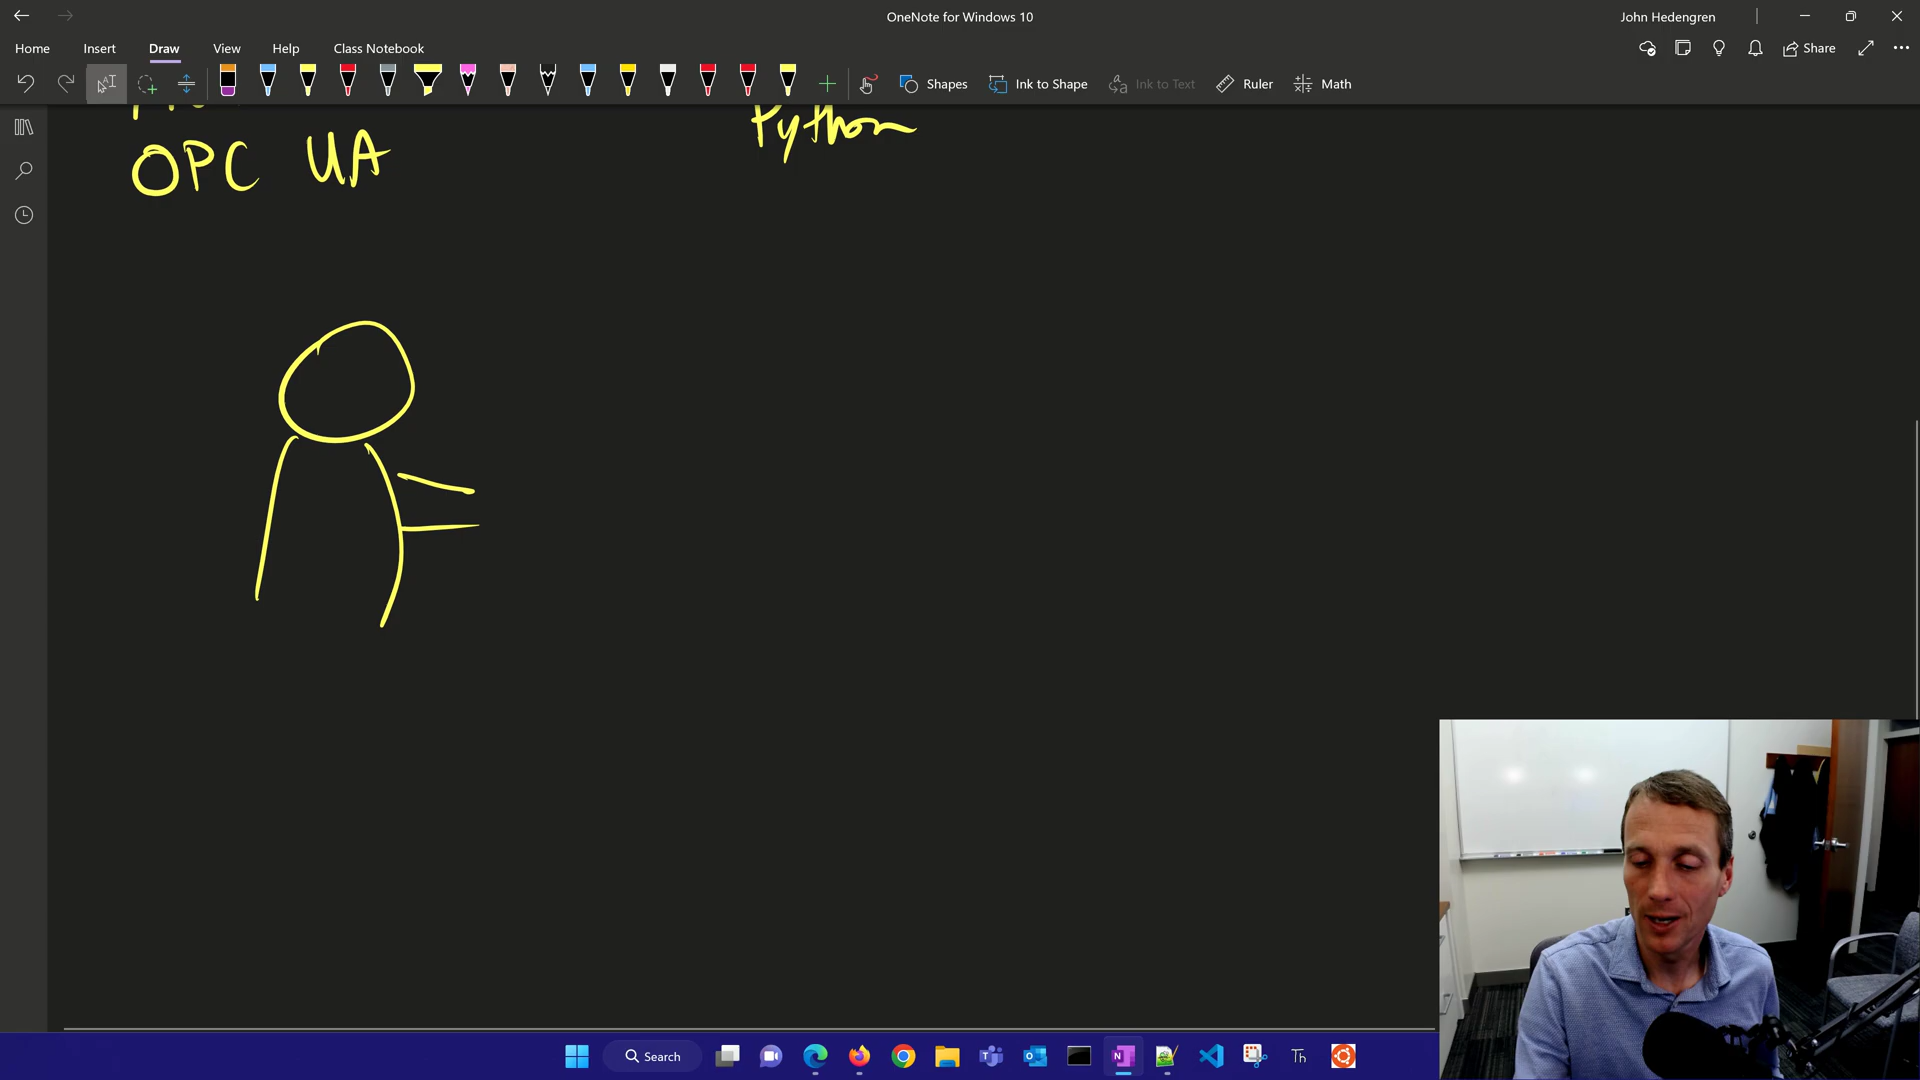 OneNote for Windows 10
John Hedengren
Home Insert Draw View Help Class Notebook
Share
Shapes Ink to Shape Ink to Text Ruler Math
Python
OPC UA
Search
Th